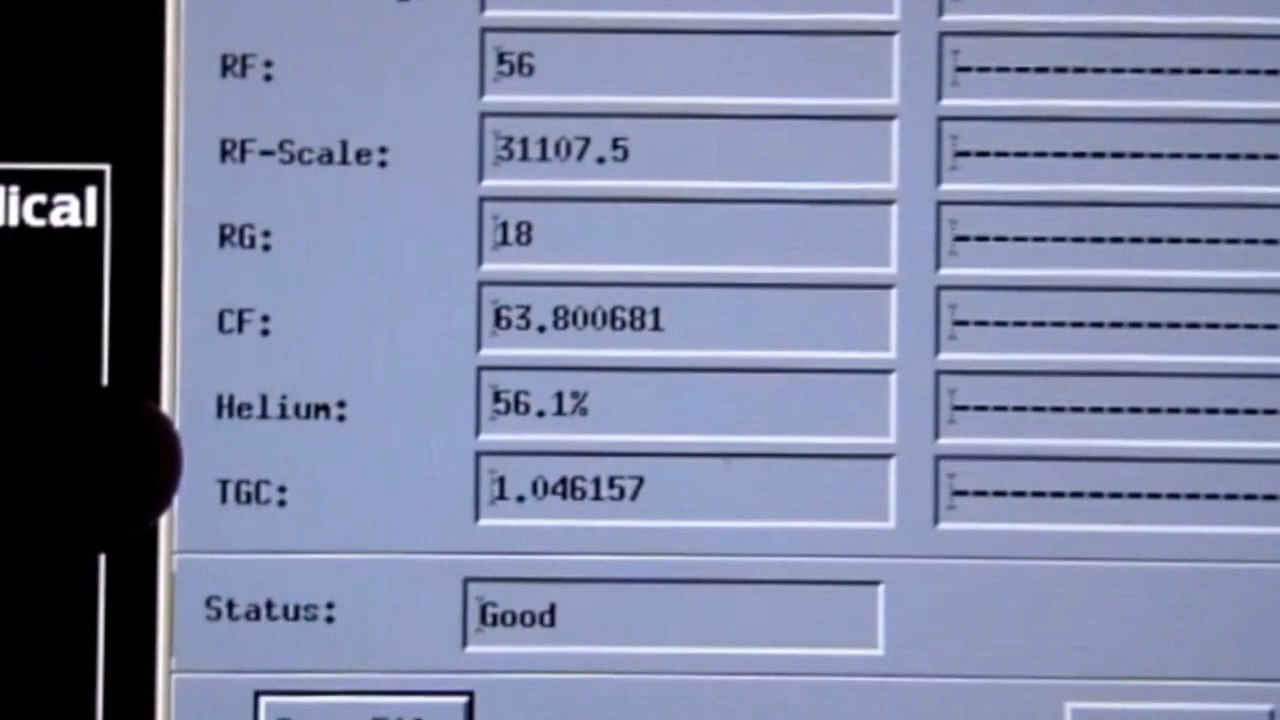 RF: 56 --------------------
RF-Scale: 31107.5 --------------------
dical
RG: 18 --------------------
CF: 63.800681 --------------------
Helium: 56.1% --------------------
TGC: 1.046157 --------------------
Status: Good